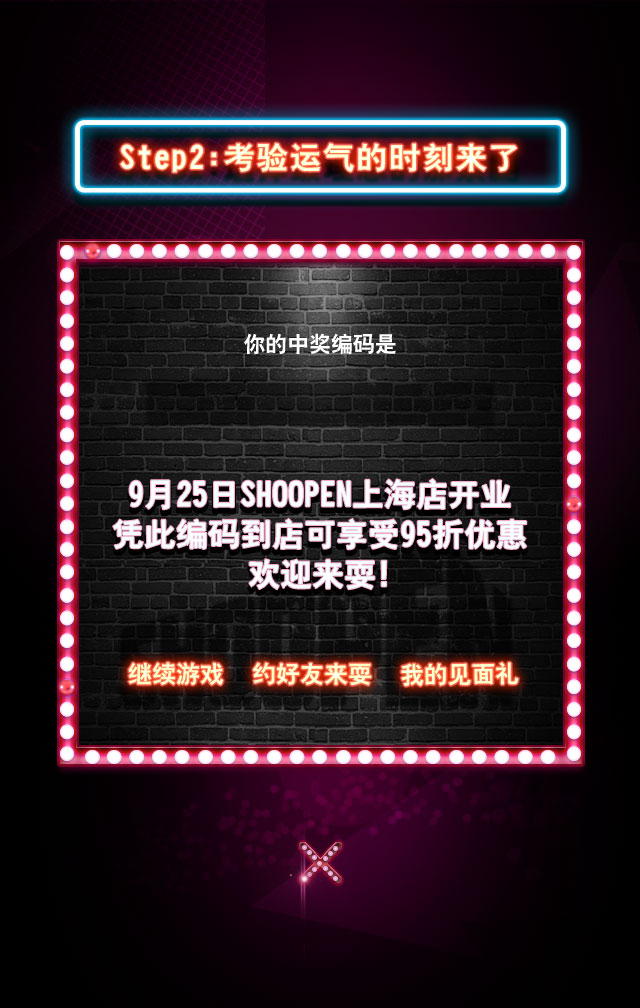 Step2:考验运气的时刻来了
你的中奖编码是
9月25日SHOOPEN上海店开业
凭此编码到店可享受95折优惠
欢迎来耍!
继续游戏 约好友来耍 我的见面礼